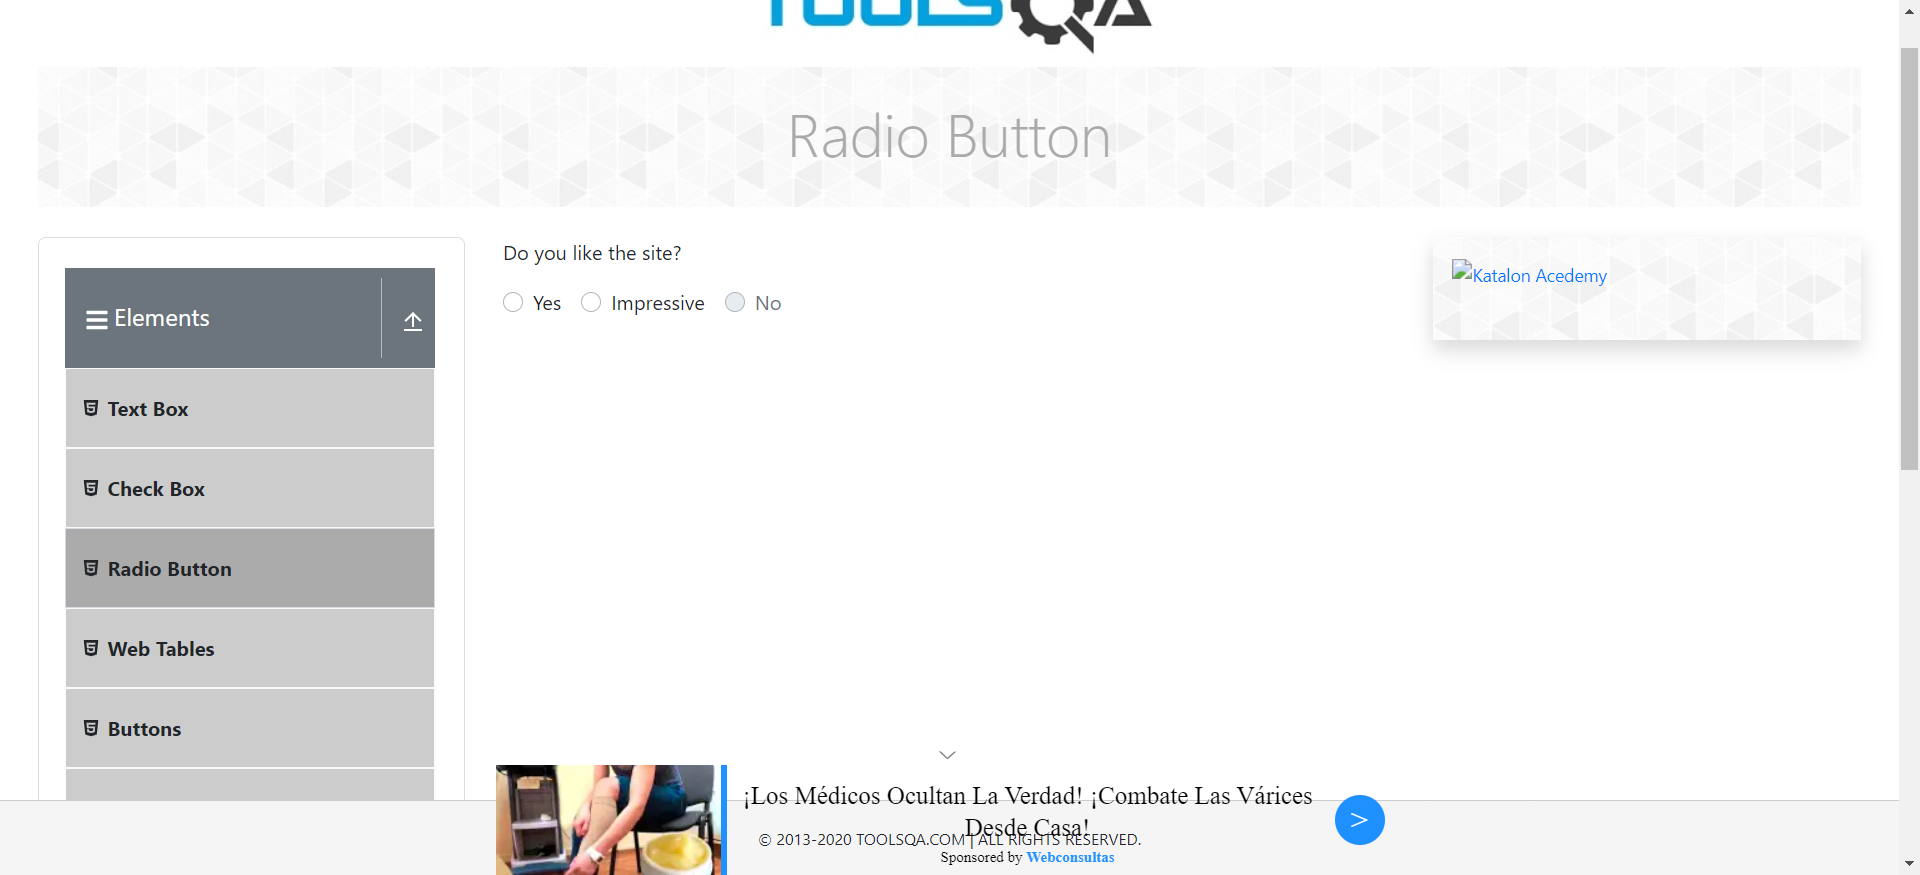 TOOLSQA
Radio Button
Elements
Text Box
Check Box
Radio Button
Web Tables
Buttons
Do you like the site?
Yes Impressive No
Katalon Acedemy
¡Los Médicos Ocultan La Verdad! ¡Combate Las Várices
Desde Casa!
© 2013-2020 TOOLSQA.COM | ALL RIGHTS RESERVED.
Sponsored by Webconsultas